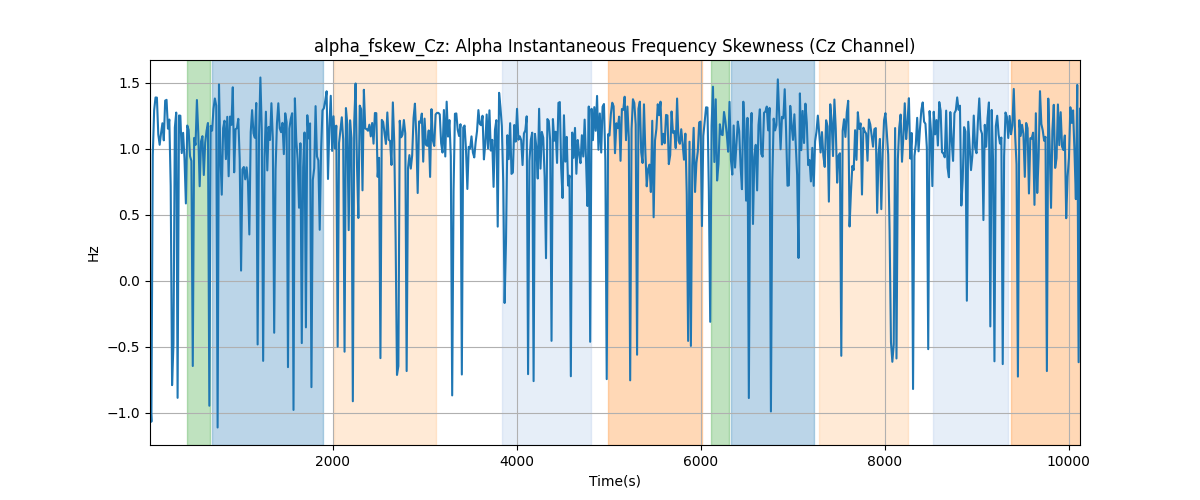 alpha_fskew_Cz: Alpha Instantaneous Frequency Skewness (Cz Channel)
1.5
1.0
0.5
0.0
−0.5
−1.0
Hz
2000 4000 6000 8000 10000
Time(s)